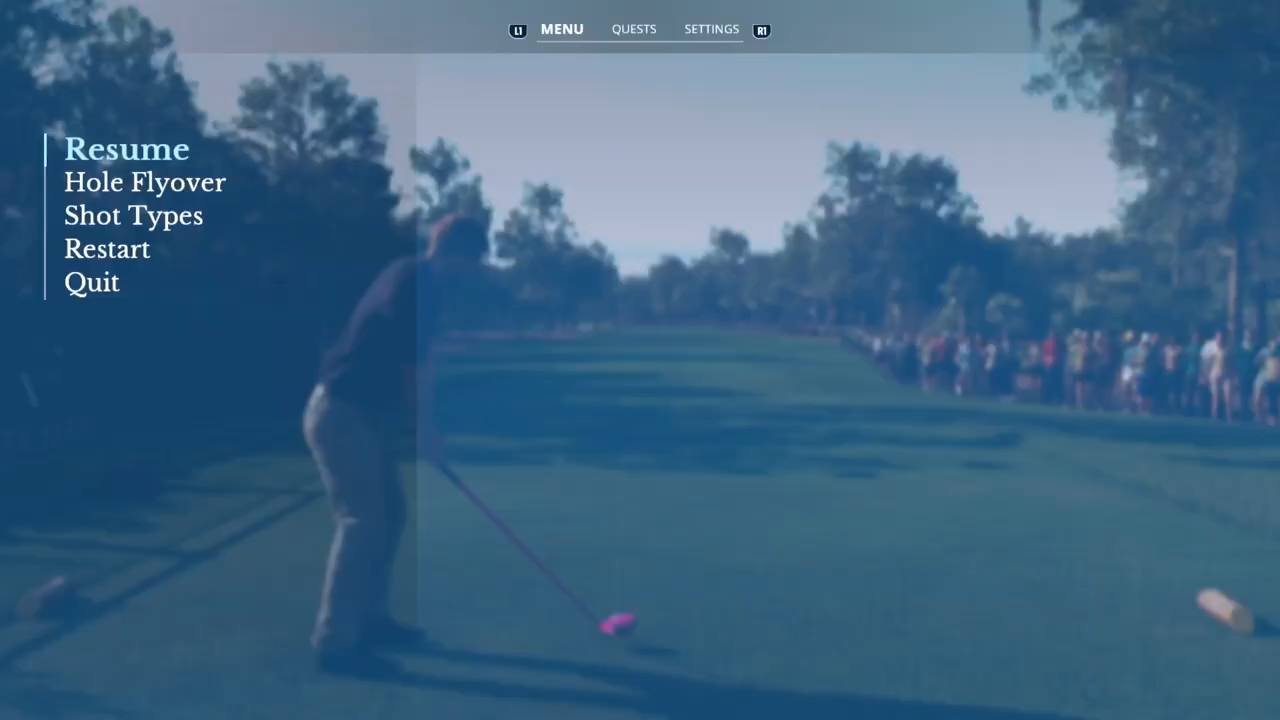 L1 MENU QUESTS SETTINGS R1
Resume
Hole Flyover
Shot Types
Restart
Quit